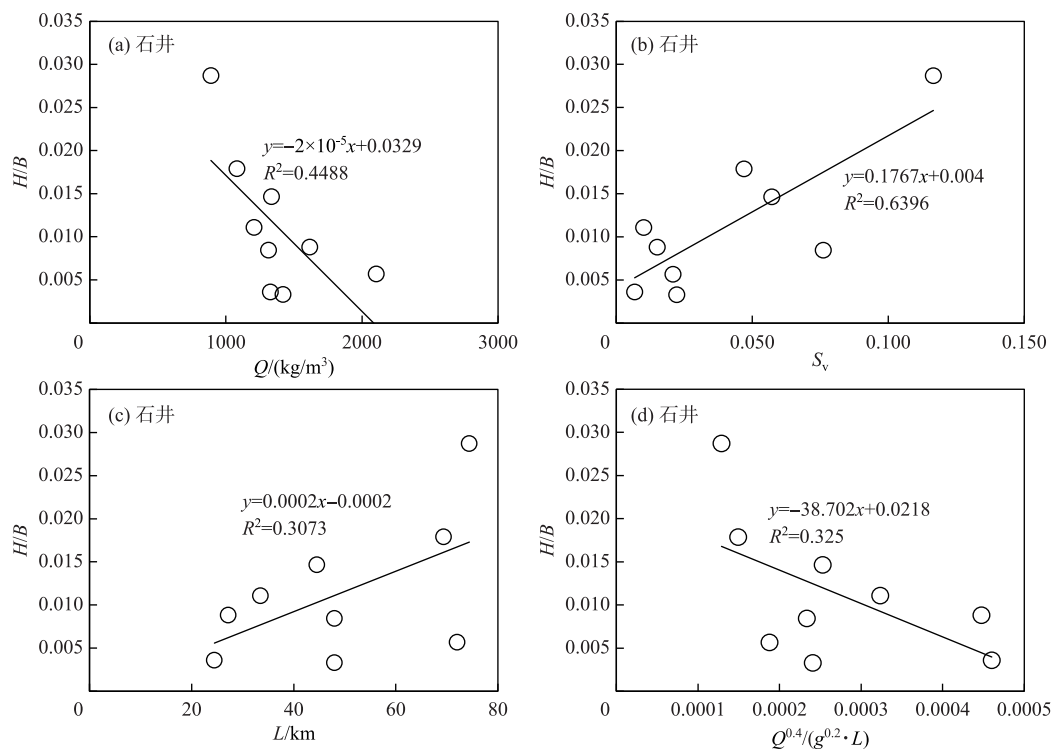 0.035
0.030
0.025
0.020
0.015
0.010
0.005
H/B
(a) 石井
y=−2×10⁻⁵x+0.0329
R²=0.4488
0 1000 2000 3000
Q/(kg/m³)
0.035
0.030
0.025
0.020
0.015
0.010
0.005
H/B
(b) 石井
y=0.1767x+0.004
R²=0.6396
0 0.050 0.100 0.150
Sᵥ
0.035
0.030
0.025
0.020
0.015
0.010
0.005
H/B
(c) 石井
y=0.0002x−0.0002
R²=0.3073
0 20 40 60 80
L/km
0.035
0.030
0.025
0.020
0.015
0.010
0.005
H/B
(d) 石井
y=−38.702x+0.0218
R²=0.325
0 0.0001 0.0002 0.0003 0.0004 0.0005
Q⁰·⁴/(g⁰·²·L)